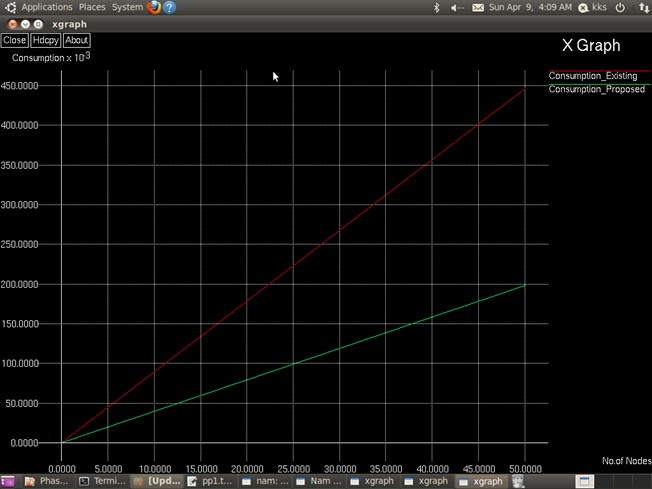 Applications Places System Sun Apr 9, 4:09 AM kks
xgraph
Close Hdcpy About
X Graph
Consumption x 10-3
Consumption_Existing
Consumption_Proposed
450.0000
400.0000
350.0000
300.0000
250.0000
200.0000
150.0000
100.0000
50.0000
0.0000
No.of Nodes
0.0000 5.0000 10.0000 15.0000 20.0000 25.0000 30.0000 35.0000 40.0000 45.0000 50.0000
Phas... Termi... [Upd... pp1.t... nam: ... Nam ... xgraph xgraph xgraph